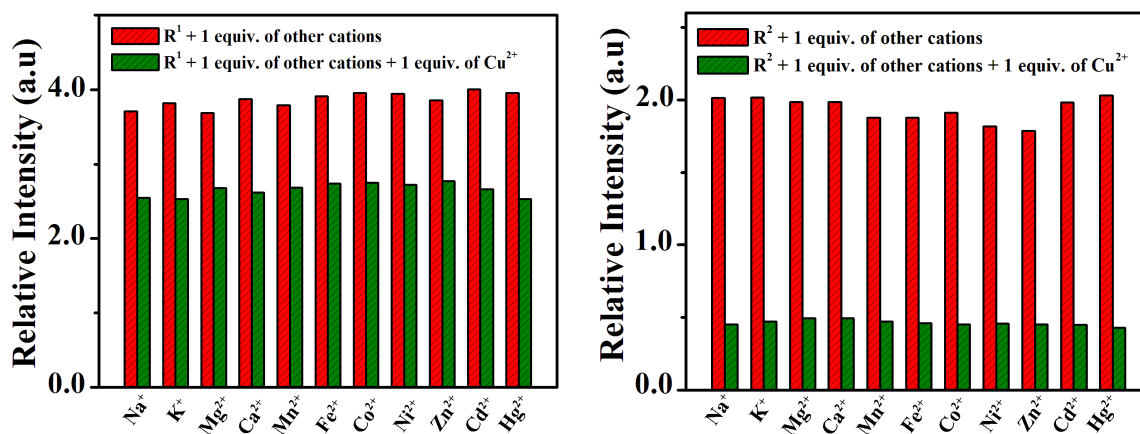 R¹ + 1 equiv. of other cations
R¹ + 1 equiv. of other cations + 1 equiv. of Cu²⁺
Relative Intensity (a.u)
4.0
2.0
0.0
Na⁺ K⁺ Mg²⁺ Ca²⁺ Mn²⁺ Fe²⁺ Co²⁺ Ni²⁺ Zn²⁺ Cd²⁺ Hg²⁺
R² + 1 equiv. of other cations
R² + 1 equiv. of other cations + 1 equiv. of Cu²⁺
Relative Intensity (a.u)
2.0
1.0
0.0
Na⁺ K⁺ Mg²⁺ Ca²⁺ Mn²⁺ Fe²⁺ Co²⁺ Ni²⁺ Zn²⁺ Cd²⁺ Hg²⁺